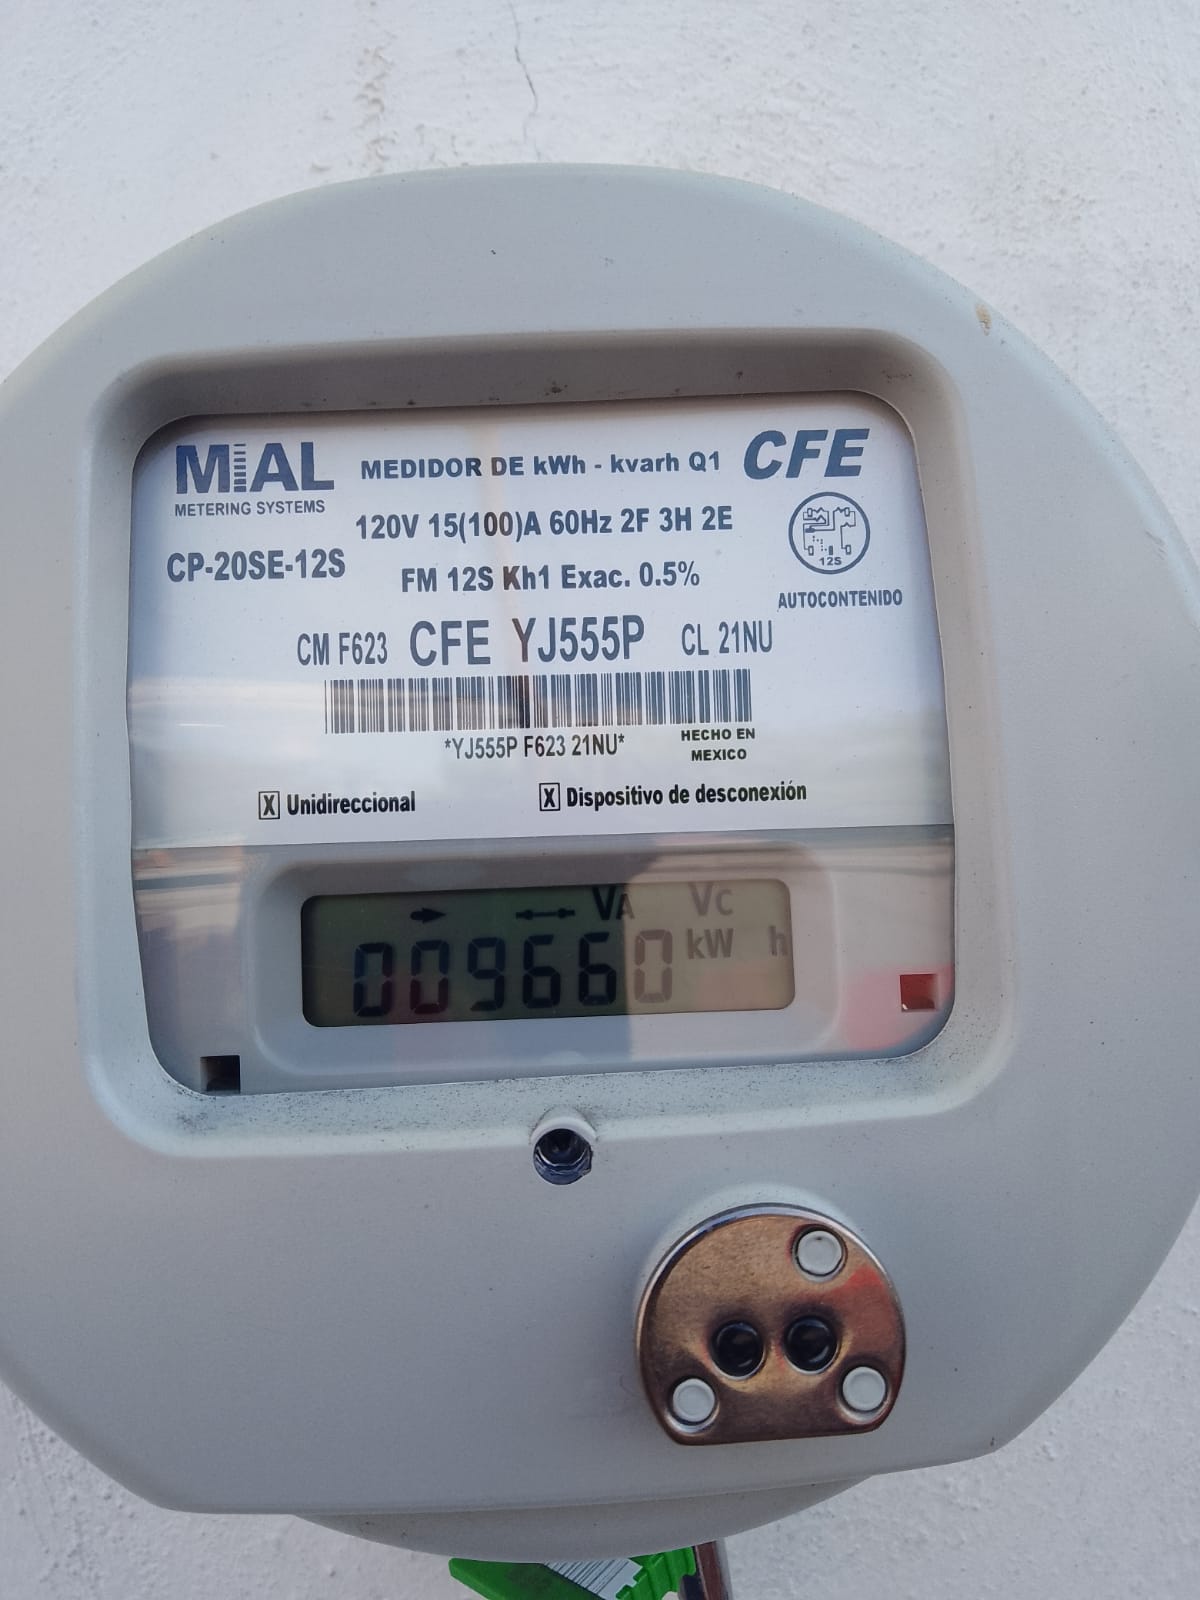 MIAL
METERING SYSTEMS
MEDIDOR DE kWh - kvarh Q1
CFE
120V 15(100)A 60Hz 2F 3H 2E
CP-20SE-12S
FM 12S Kh1 Exac. 0.5%
12S
AUTOCONTENIDO
CM F623 CFE YJ555P CL 21NU
*YJ555P F623 21NU*
HECHO EN
MEXICO
X Unidireccional
X Dispositivo de desconexión
VA VC
009660 kW h